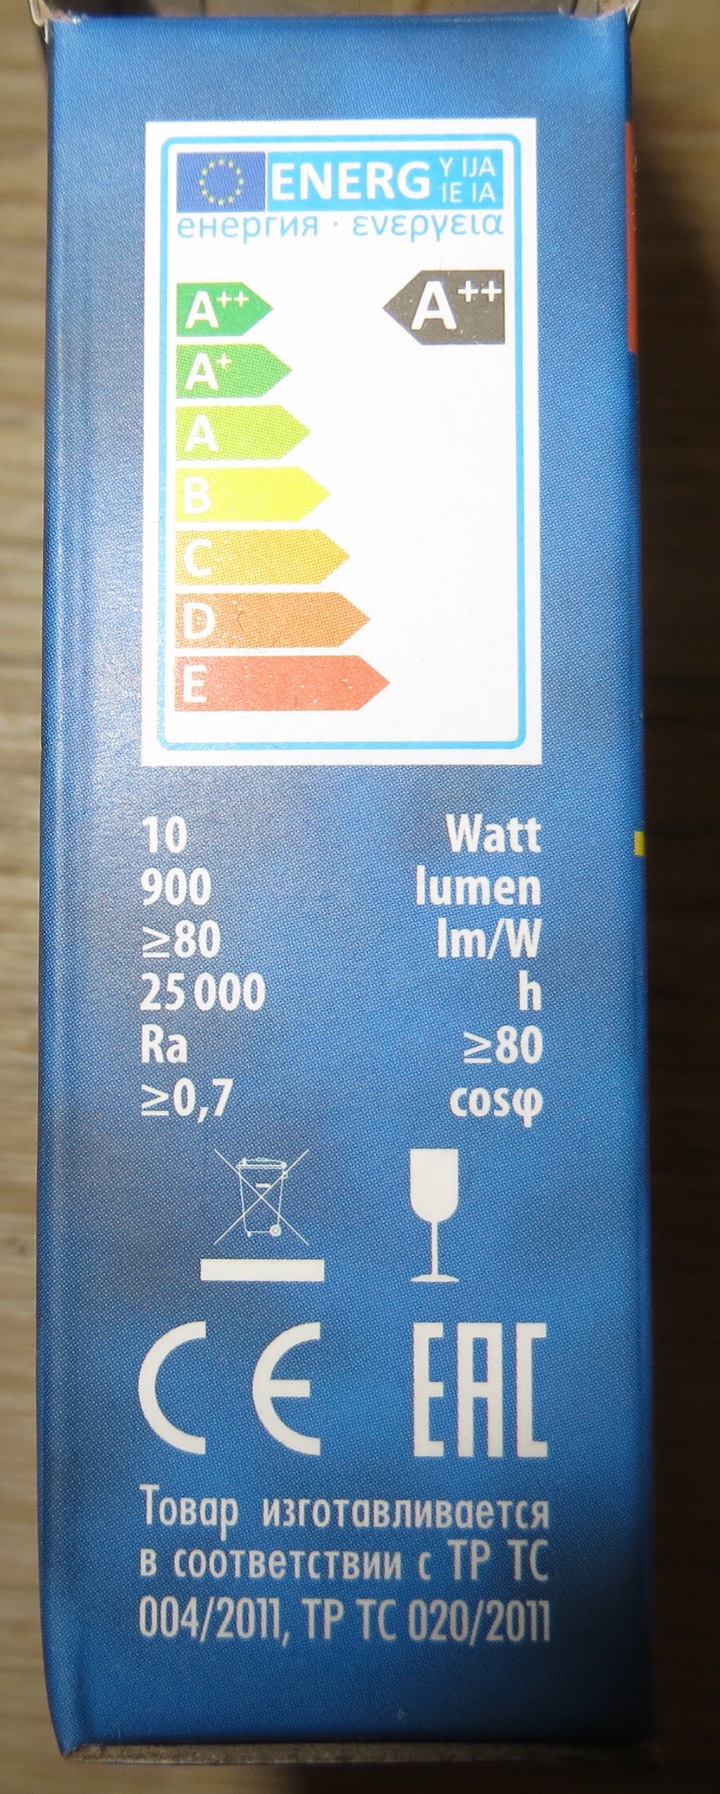 ENERG Y IJA
IE IA
енергия · ενεργεια
A++ A++
A+
A
B
C
D
E
10 Watt
900 lumen
≥80 lm/W
25 000 h
Ra ≥80
≥0,7 cosφ
CE EAC
Товар изготавливается
в соответствии с ТР ТС
004/2011, ТР ТС 020/2011